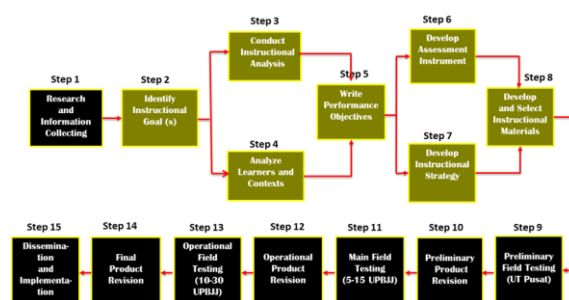 Step 1
Research
and
Information
Collecting
Step 2
Identify
Instructional
Goal (s)
Step 3
Conduct
Instructional
Analysis
Step 4
Analyze
Learners and
Contexts
Step 5
Write
Performance
Objectives
Step 6
Develop
Assessment
Instrument
Step 7
Develop
Instructional
Strategy
Step 8
Develop
and Select
Instructional
Materials
Step 15
Dissemina-
tion
and
Implementa-
tion
Step 14
Final
Product
Revision
Step 13
Operational
Field
Testing
(10-30
UPBJJ)
Step 12
Operational
Product
Revision
Step 11
Main Field
Testing
(5-15 UPBJJ)
Step 10
Preliminary
Product
Revision
Step 9
Preliminary
Field Testing
(UT Pusat)